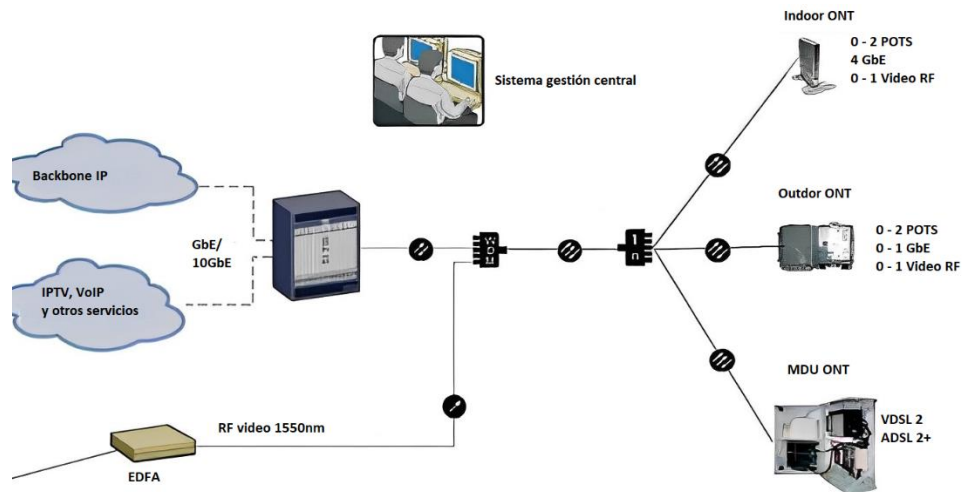 Indoor ONT
0 - 2 POTS
4 GbE
0 - 1 Video RF
Sistema gestión central
Backbone IP
GbE/
10GbE
IPTV, VoIP
y otros servicios
Outdor ONT
0 - 2 POTS
0 - 1 GbE
0 - 1 Video RF
MDU ONT
VDSL 2
ADSL 2+
RF video 1550nm
EDFA